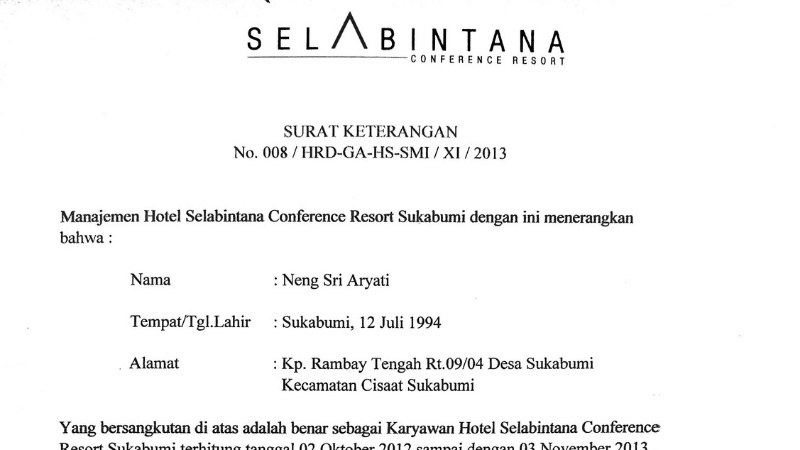 SELABINTANA
CONFERENCE RESORT
SURAT KETERANGAN
No. 008 / HRD-GA-HS-SMI / XI / 2013
Manajemen Hotel Selabintana Conference Resort Sukabumi dengan ini menerangkan
bahwa :
Nama : Neng Sri Aryati
Tempat/Tgl.Lahir : Sukabumi, 12 Juli 1994
Alamat : Kp. Rambay Tengah Rt.09/04 Desa Sukabumi
Kecamatan Cisaat Sukabumi
Yang bersangkutan di atas adalah benar sebagai Karyawan Hotel Selabintana Conference
Resort Sukabumi terhitung tanggal 02 Oktober 2012 sampai dengan 03 November 2013